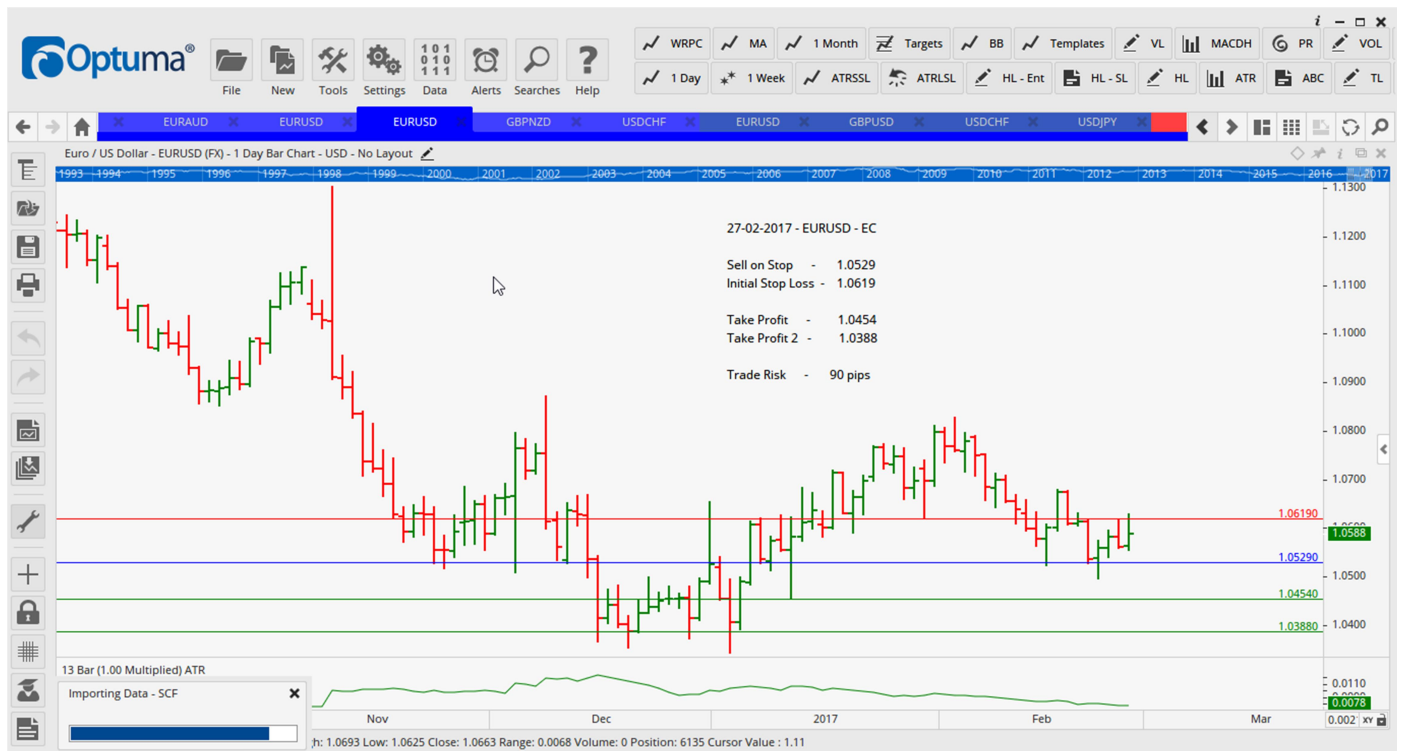 Optuma®
File
New
Tools
Settings
Data
Alerts
Searches
Help
WRPC MA 1 Month Targets BB Templates VL MACDH PR VOL
1 Day 1 Week ATRSSL ATRLSL HL - Ent HL - SL HL ATR ABC TL
EURAUD EURUSD EURUSD GBPNZD USDCHF EURUSD GBPUSD USDCHF USDJPY
Euro / US Dollar - EURUSD (FX) - 1 Day Bar Chart - USD - No Layout
1993 1994 1995 1996 1997 1998 1999 2000 2001 2002 2003 2004 2005 2006 2007 2008 2009 2010 2011 2012 2013 2014 2015 2016 2017
1.1300
27-02-2017 - EURUSD - EC
1.1200
Sell on Stop - 1.0529
Initial Stop Loss - 1.0619
1.1100
Take Profit - 1.0454
1.1000
Take Profit 2 - 1.0388
Trade Risk - 90 pips
1.0900
1.0800
1.0700
1.06190
1.0588
1.05290
1.0500
1.04540
1.03880
1.0400
13 Bar (1.00 Multiplied) ATR
Importing Data - SCF
0.0110
0.0078
Nov Dec 2017 Feb Mar
0.002 XY
h: 1.0693 Low: 1.0625 Close: 1.0663 Range: 0.0068 Volume: 0 Position: 6135 Cursor Value : 1.11